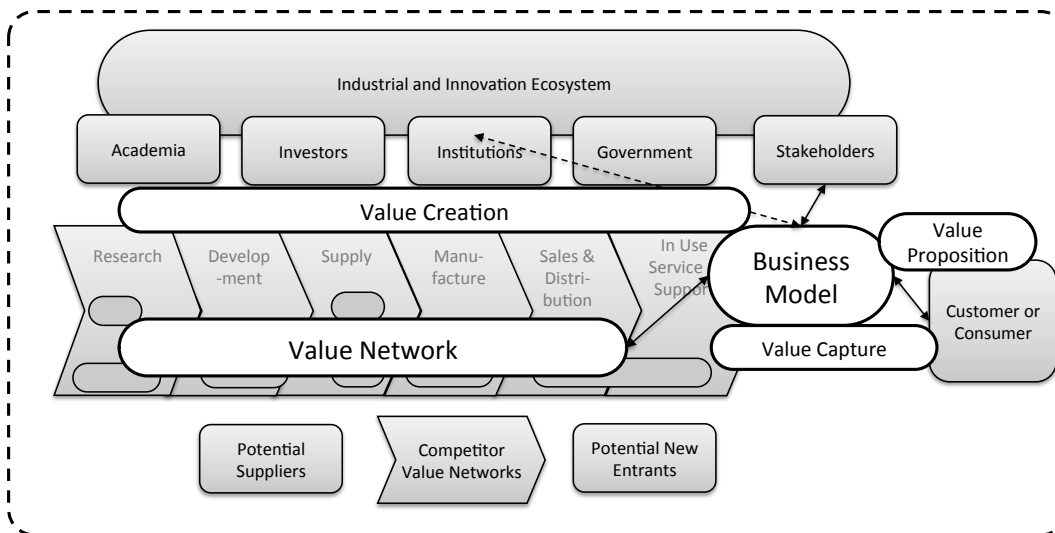 Industrial and Innovation Ecosystem
Academia
Investors
Institutions
Government
Stakeholders
Value Creation
Research
Develop
-ment
Supply
Manu-
facture
Sales &
Distri-
bution
In Use
Service
Suppor
Business
Model
Value
Proposition
Customer or
Consumer
Value Network
Value Capture
Potential
Suppliers
Competitor
Value Networks
Potential New
Entrants